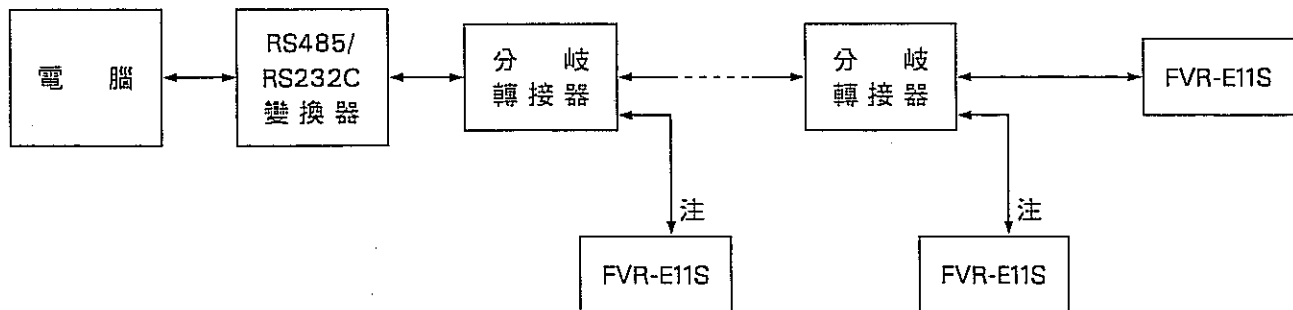 電 腦
RS485/
RS232C
變換器
分 岐
轉接器
分 岐
轉接器
FVR-E11S
注
注
FVR-E11S
FVR-E11S